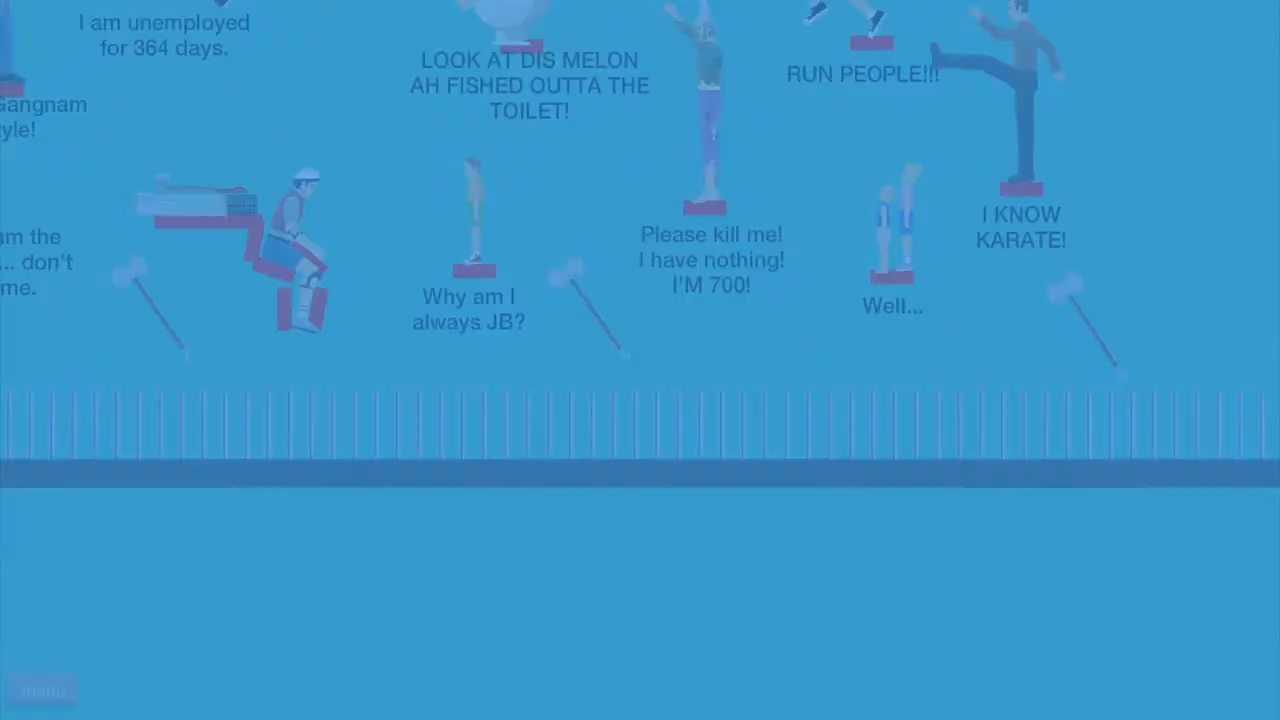 I am unemployed
for 364 days.
LOOK AT DIS MELON
AH FISHED OUTTA THE
TOILET!
RUN PEOPLE!!!
Gangnam
yle!
I KNOW
KARATE!
am the
... don't
me.
Please kill me!
I have nothing!
I'M 700!
Why am I
always JB?
Well...
menu